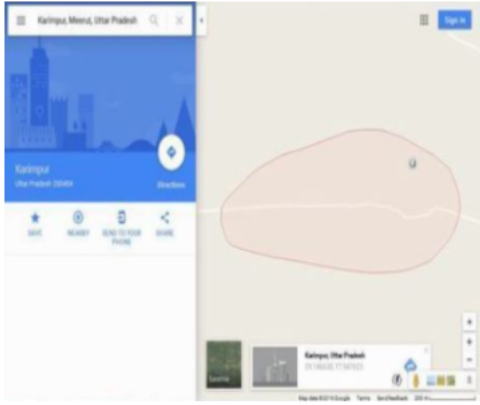 Karimpur, Meerut, Uttar Pradesh
Sign in
Karimpur
Uttar Pradesh
Directions
SAVE
NEARBY
SEND TO YOUR
PHONE
SHARE
Karimpur, Uttar Pradesh
Terms